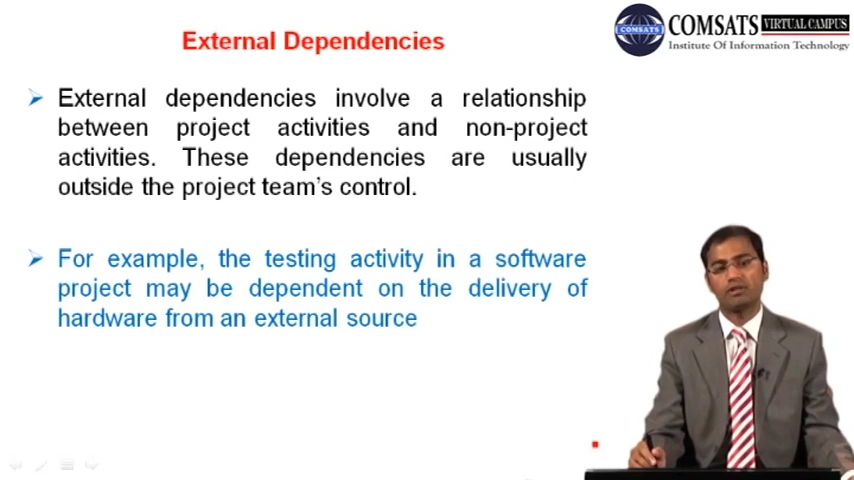 External Dependencies
COMSATS VIRTUAL CAMPUS
Institute Of Information Technology
COMSATS
External dependencies involve a relationship
between project activities and non-project
activities. These dependencies are usually
outside the project team's control.
For example, the testing activity in a software
project may be dependent on the delivery of
hardware from an external source